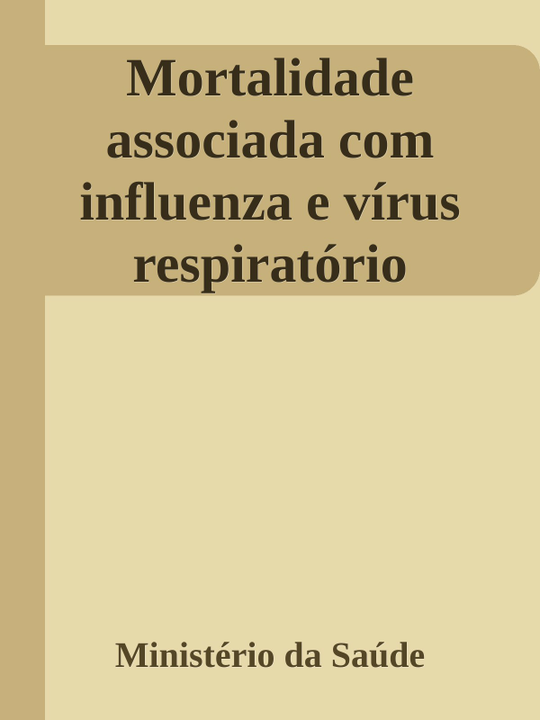 Mortalidade
associada com
influenza e vírus
respiratório
Ministério da Saúde